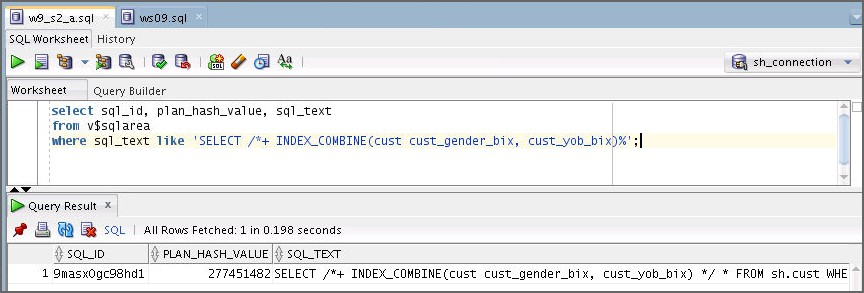 w9_s2_a.sql ws09.sql
SQL Worksheet History
sh_connection
Worksheet Query Builder
select sql_id, plan_hash_value, sql_text
from v$sqlarea
where sql_text like 'SELECT /*+ INDEX_COMBINE(cust cust_gender_bix, cust_yob_bix)%';
Query Result x
SQL | All Rows Fetched: 1 in 0.198 seconds
SQL_ID PLAN_HASH_VALUE SQL_TEXT
1 9masx0gc98hd1 277451482 SELECT /*+ INDEX_COMBINE(cust cust_gender_bix, cust_yob_bix) */ * FROM sh.cust WHE